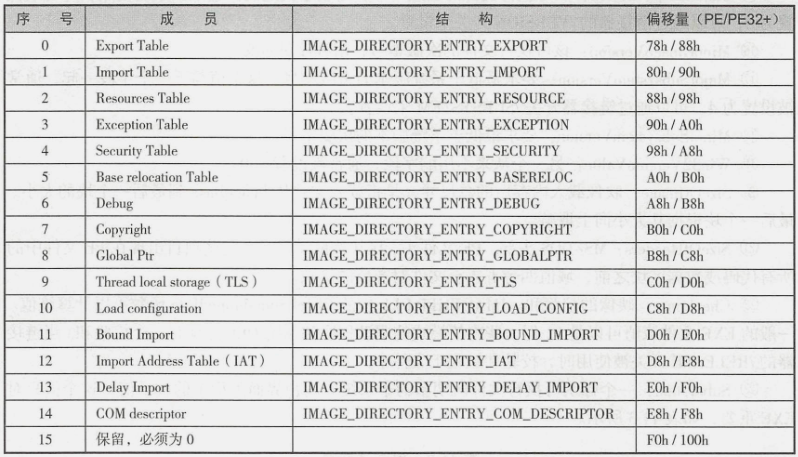 序 号 成 员 结 构 偏移量（PE/PE32+）
0 Export Table IMAGE_DIRECTORY_ENTRY_EXPORT 78h / 88h
1 Import Table IMAGE_DIRECTORY_ENTRY_IMPORT 80h / 90h
2 Resources Table IMAGE_DIRECTORY_ENTRY_RESOURCE 88h / 98h
3 Exception Table IMAGE_DIRECTORY_ENTRY_EXCEPTION 90h / A0h
4 Security Table IMAGE_DIRECTORY_ENTRY_SECURITY 98h / A8h
5 Base relocation Table IMAGE_DIRECTORY_ENTRY_BASERELOC A0h / B0h
6 Debug IMAGE_DIRECTORY_ENTRY_DEBUG A8h / B8h
7 Copyright IMAGE_DIRECTORY_ENTRY_COPYRIGHT B0h / C0h
8 Global Ptr IMAGE_DIRECTORY_ENTRY_GLOBALPTR B8h / C8h
9 Thread local storage（TLS） IMAGE_DIRECTORY_ENTRY_TLS C0h / D0h
10 Load configuration IMAGE_DIRECTORY_ENTRY_LOAD_CONFIG C8h / D8h
11 Bound Import IMAGE_DIRECTORY_ENTRY_BOUND_IMPORT D0h / E0h
12 Import Address Table（IAT） IMAGE_DIRECTORY_ENTRY_IAT D8h / E8h
13 Delay Import IMAGE_DIRECTORY_ENTRY_DELAY_IMPORT E0h / F0h
14 COM descriptor IMAGE_DIRECTORY_ENTRY_COM_DESCRIPTOR E8h / F8h
15 保留，必须为 0 F0h / 100h